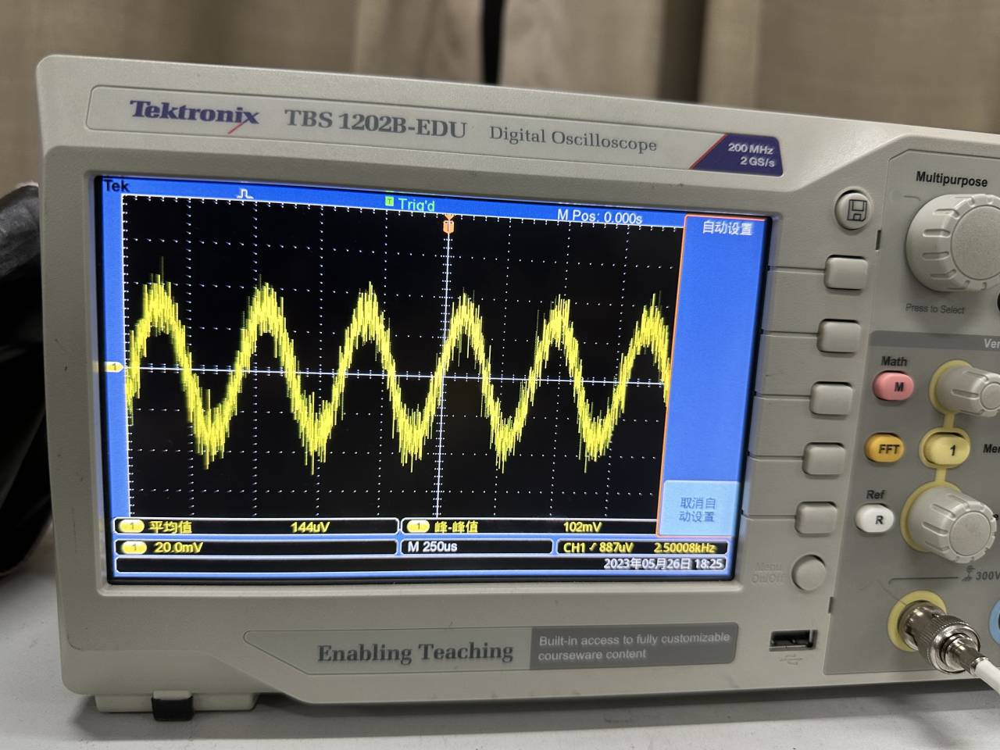 Tektronix TBS 1202B-EDU Digital Oscilloscope
200 MHz
2 GS/s
Multipurpose
Press to Select
Tek
Trig'd
M Pos: 0.000s
自动设置
T
1
取消自
动设置
1 平均值 144uV
1 峰-峰值 102mV
1 20.0mV
M 250us
CH1 887uV 2.50008kHz
2023年05月26日 18:25
Ver
Math
M
FFT
1
Me
Ref
R
Menu
On/Off
300V
Enabling Teaching
Built-in access to fully customizable
courseware content